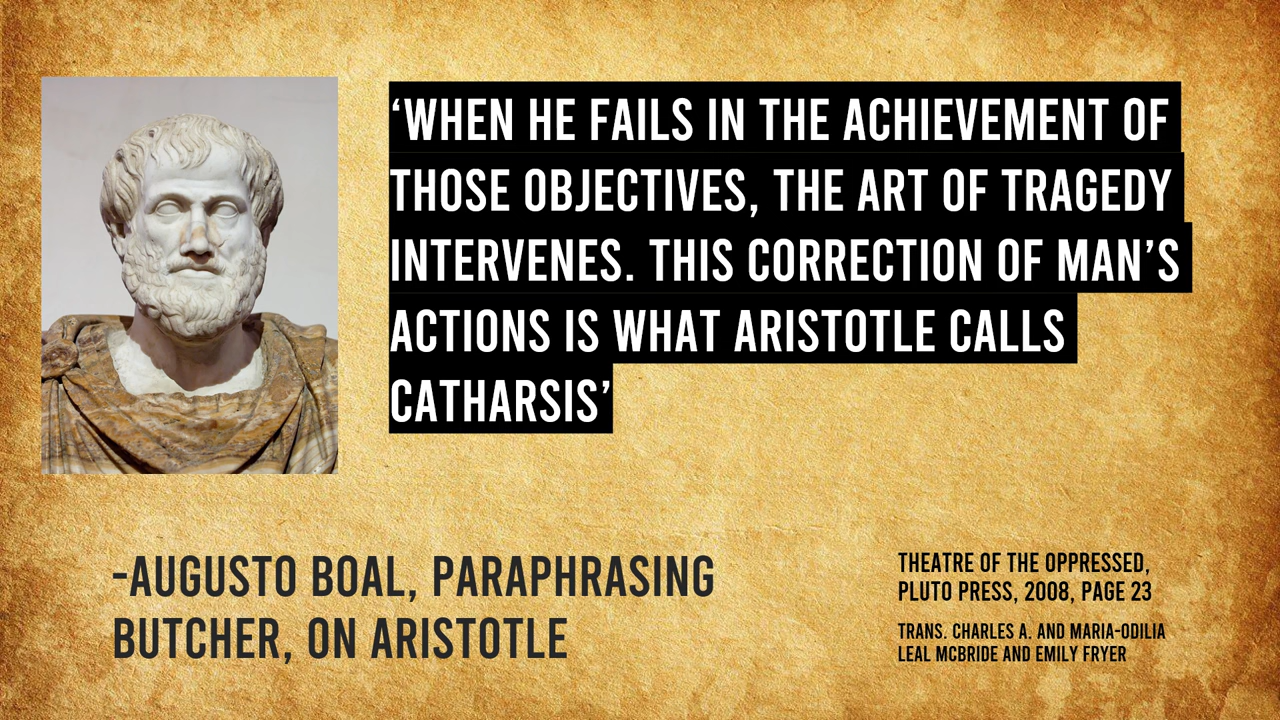 ‘WHEN HE FAILS IN THE ACHIEVEMENT OF
THOSE OBJECTIVES, THE ART OF TRAGEDY
INTERVENES. THIS CORRECTION OF MAN’S
ACTIONS IS WHAT ARISTOTLE CALLS
CATHARSIS’
-AUGUSTO BOAL, PARAPHRASING
BUTCHER, ON ARISTOTLE
THEATRE OF THE OPPRESSED,
PLUTO PRESS, 2008, PAGE 23
TRANS. CHARLES A. AND MARIA-ODILIA
LEAL MCBRIDE AND EMILY FRYER